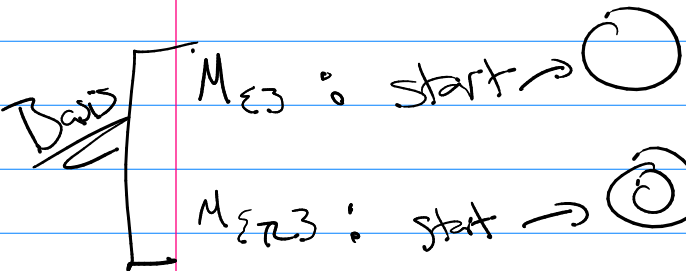 Basis
M{} : start →
M{λ} : start →